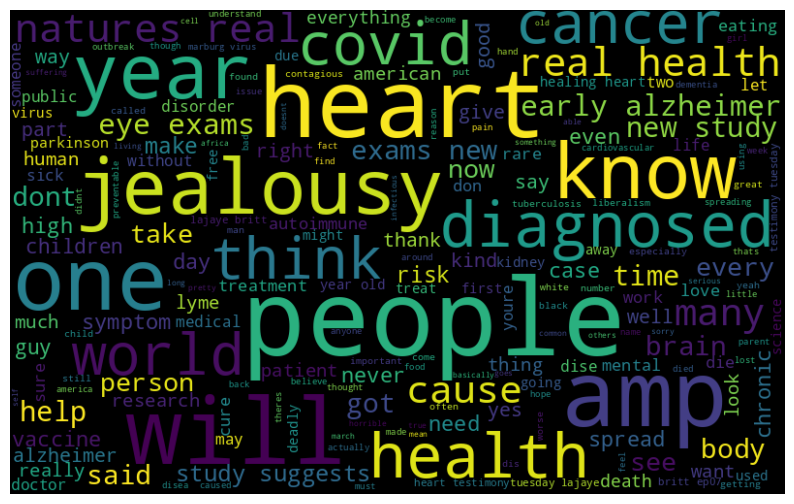 natures real
covid
cancer
year
heart
real health
everything
american
good
eating
outbreak
though
marburg virus
cell
understand
become
old
hand
girl
suffering
contagious
put
issue
dementia
someone
way
due
found
healing heart
two
let
public
disorder
called
virus
part
eye exams
give
early alzheimer
new study
even
parkinson
africa
doesnt
able
reason
something
using
week
human
make
free
right
fact
pain
rare
cardiovascular
life
great
living
bad
find
sick
without
exams new
now
don
say
tuberculosis
liberalism
spreading
testimony tuesday
know
dont
jealousy
preventable
didnt
infectious
high
lajaye britt
autoimmune
diagnosed
thats
man
might
children
take
think
thank
away
especially
around
one
day
kind
kidney
time
every
long
treatment
year old
treat
first
case
serious
yeah
pretty
lyme
risk
youre
white
number
love
little
much
symptom
medical
people
black
work
well
many
guy
child
anyone
common
others
name
sorry
parent
science
world
important
come
brain
sure
still
patient
never
food
thing
dise
mental
die
lost
america
back
believe
basically
goes
going
died
person
theres
thought
cause
look
chronic
help
research
cure
will
got
often
hope
amp
self
may
deadly
need
yes
worse
vaccine
march
made
mean
true
spread
body
alzheimer
actually
horrible
feel
really
said
study suggests
health
see
want
used
doctor
disea
caused
must
dis
heart testimony
tuesday lajaye
death
britt ep07
getting